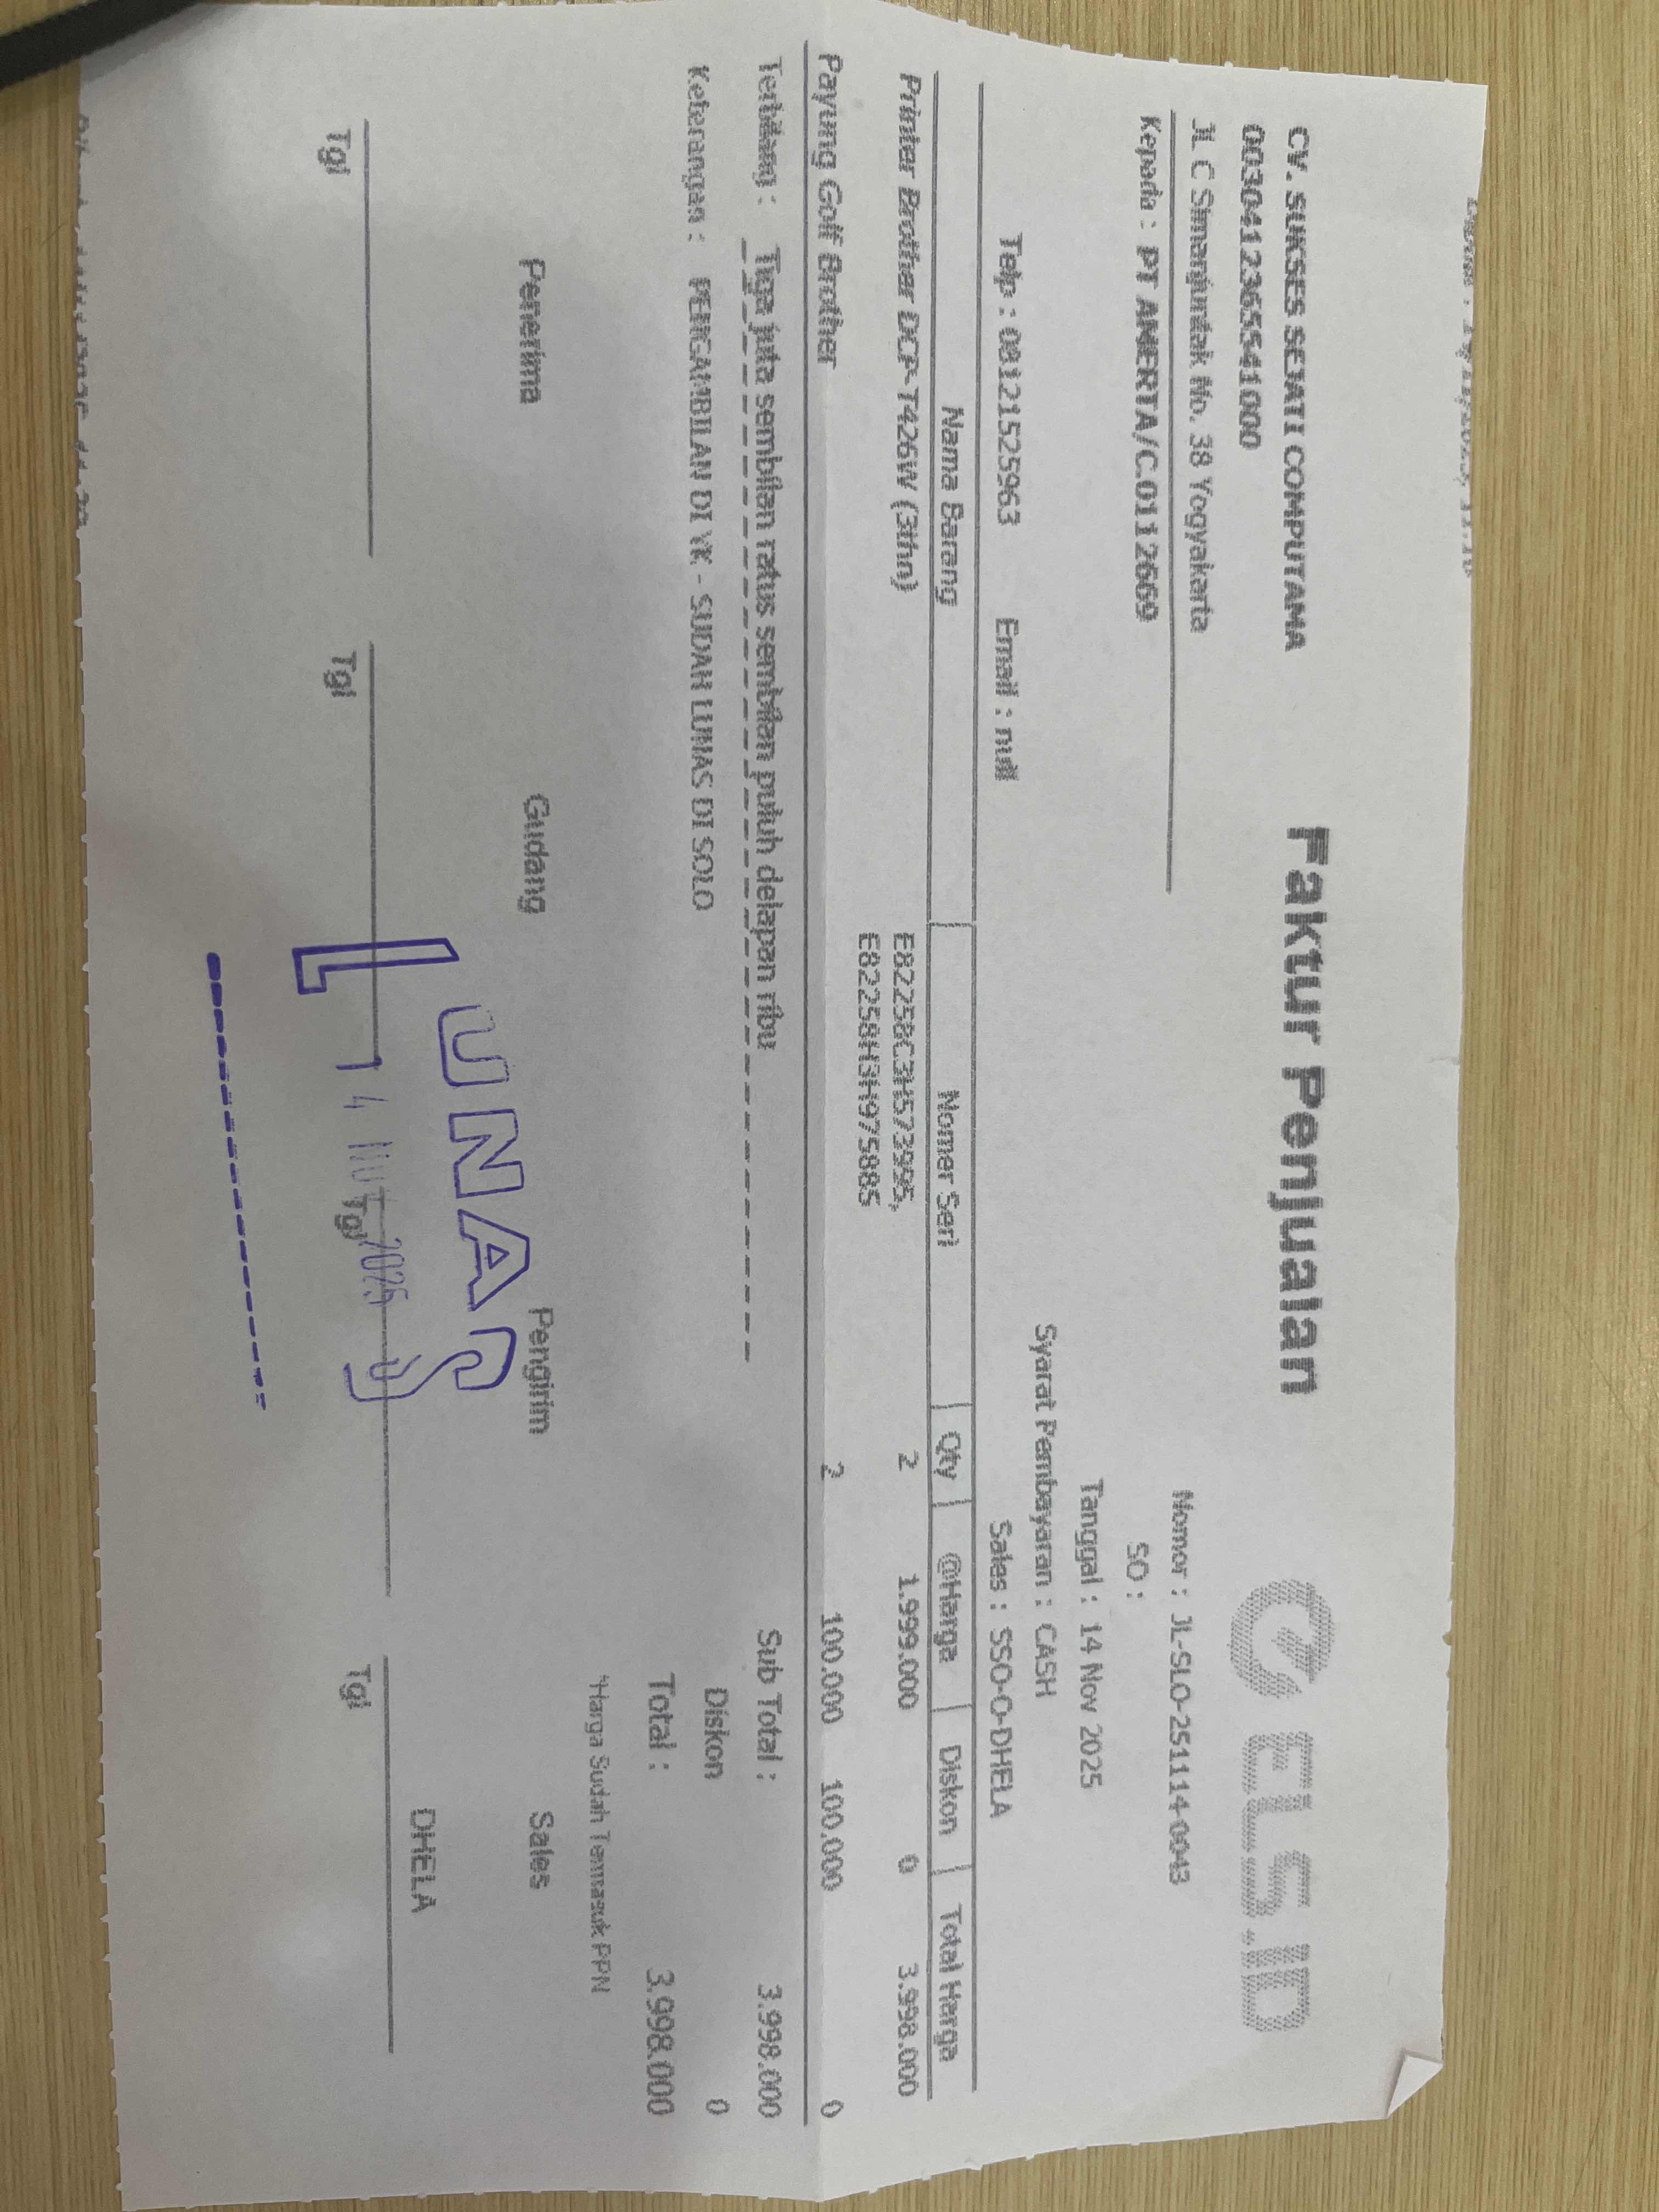 CV. SUKSES SEJATI COMPUTAMA
0030412365541000
JL C Simanjuntak No. 38 Yogyakarta
Kepada : PT AMERTA/C.0112669
Telp : 08121525963 Email : null
Faktur Penjualan
ELS.ID
Nomor : JL-SLO-251114-0043
SO :
Tanggal : 14 Nov 2025
Syarat Pembayaran : CASH
Sales : SSO-O-DHELA
Nama Barang | Nomer Seri | Qty | @Harga | Diskon | Total Harga
Printer Brother DCP-T426W (3thn) E82258C3H573995, 2 1.999.000 0 3.998.000
E82258H3H975885
Payung Golf Brother 2 100.000 100.000 0
Terbilang : Tiga juta sembilan ratus sembilan puluh delapan ribu
Sub Total : 3.998.000
Keterangan : PENGAMBILAN DI YK - SUDAH LUNAS DI SOLO
Diskon 0
Total : 3.998.000
*Harga Sudah Termasuk PPN
Penerima Gudang Pengirim Sales
LUNAS
DHELA
14 2025
Tgl Tgl Tgl Tgl